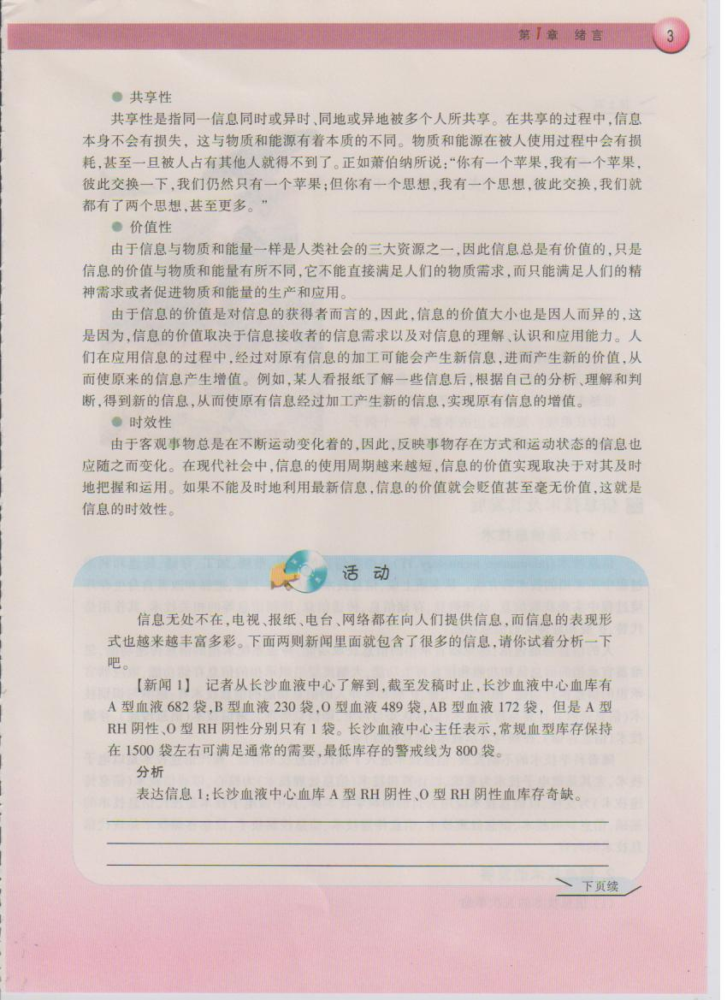 第1章 绪言 3
● 共享性
共享性是指同一信息同时或异时、同地或异地被多个人所共享。在共享的过程中,信息
本身不会有损失，这与物质和能源有着本质的不同。物质和能源在被人使用过程中会有损
耗,甚至一旦被人占有其他人就得不到了。正如萧伯纳所说:“你有一个苹果,我有一个苹果,
彼此交换一下,我们仍然只有一个苹果;但你有一个思想,我有一个思想,彼此交换,我们就
都有了两个思想,甚至更多。”
● 价值性
由于信息与物质和能量一样是人类社会的三大资源之一,因此信息总是有价值的,只是
信息的价值与物质和能量有所不同,它不能直接满足人们的物质需求,而只能满足人们的精
神需求或者促进物质和能量的生产和应用。
由于信息的价值是对信息的获得者而言的,因此,信息的价值大小也是因人而异的,这
是因为,信息的价值取决于信息接收者的信息需求以及对信息的理解、认识和应用能力。人
们在应用信息的过程中,经过对原有信息的加工可能会产生新信息,进而产生新的价值,从
而使原来的信息产生增值。例如,某人看报纸了解一些信息后,根据自己的分析、理解和判
断,得到新的信息,从而使原有信息经过加工产生新的信息,实现原有信息的增值。
● 时效性
由于客观事物总是在不断运动变化着的,因此,反映事物存在方式和运动状态的信息也
应随之而变化。在现代社会中,信息的使用周期越来越短,信息的价值实现取决于对其及时
地把握和运用。如果不能及时地利用最新信息,信息的价值就会贬值甚至毫无价值,这就是
信息的时效性。
活动
信息无处不在,电视、报纸、电台、网络都在向人们提供信息,而信息的表现形
式也越来越丰富多彩。下面两则新闻里面就包含了很多的信息,请你试着分析一下
吧。
【新闻1】 记者从长沙血液中心了解到,截至发稿时止,长沙血液中心血库有
A 型血液 682 袋,B 型血液 230 袋,O 型血液 489 袋,AB 型血液 172 袋，但是 A 型
RH 阴性、O 型 RH 阴性分别只有 1 袋。长沙血液中心主任表示,常规血型库存保持
在 1500 袋左右可满足通常的需要,最低库存的警戒线为 800 袋。
分析
表达信息 1:长沙血液中心血库 A 型 RH 阴性、O 型 RH 阴性血库存奇缺。
下页续